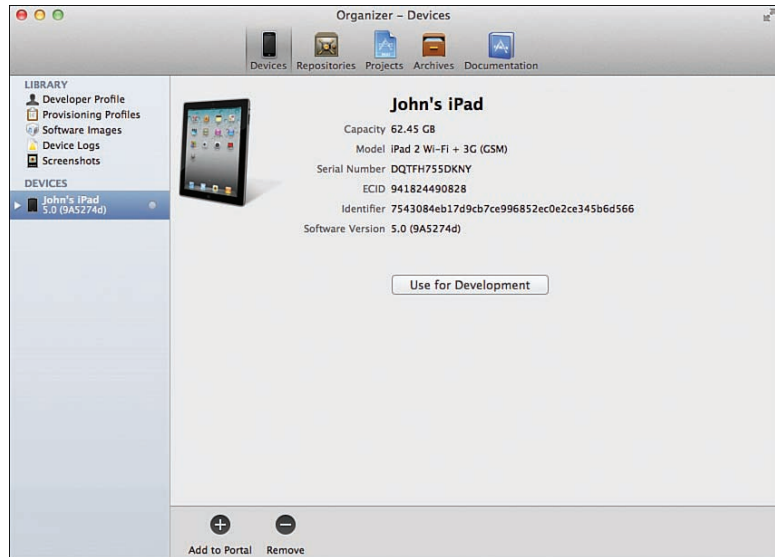 Organizer – Devices
Devices Repositories Projects Archives Documentation
LIBRARY
Developer Profile
Provisioning Profiles
Software Images
Device Logs
Screenshots
DEVICES
John's iPad
5.0 (9A5274d)
John's iPad
Capacity 62.45 GB
Model iPad 2 Wi-Fi + 3G (GSM)
Serial Number DQTFH755DKNY
ECID 941824490828
Identifier 7543084eb17d9cb7ce996852ec0e2ce345b6d566
Software Version 5.0 (9A5274d)
Use for Development
Add to Portal Remove